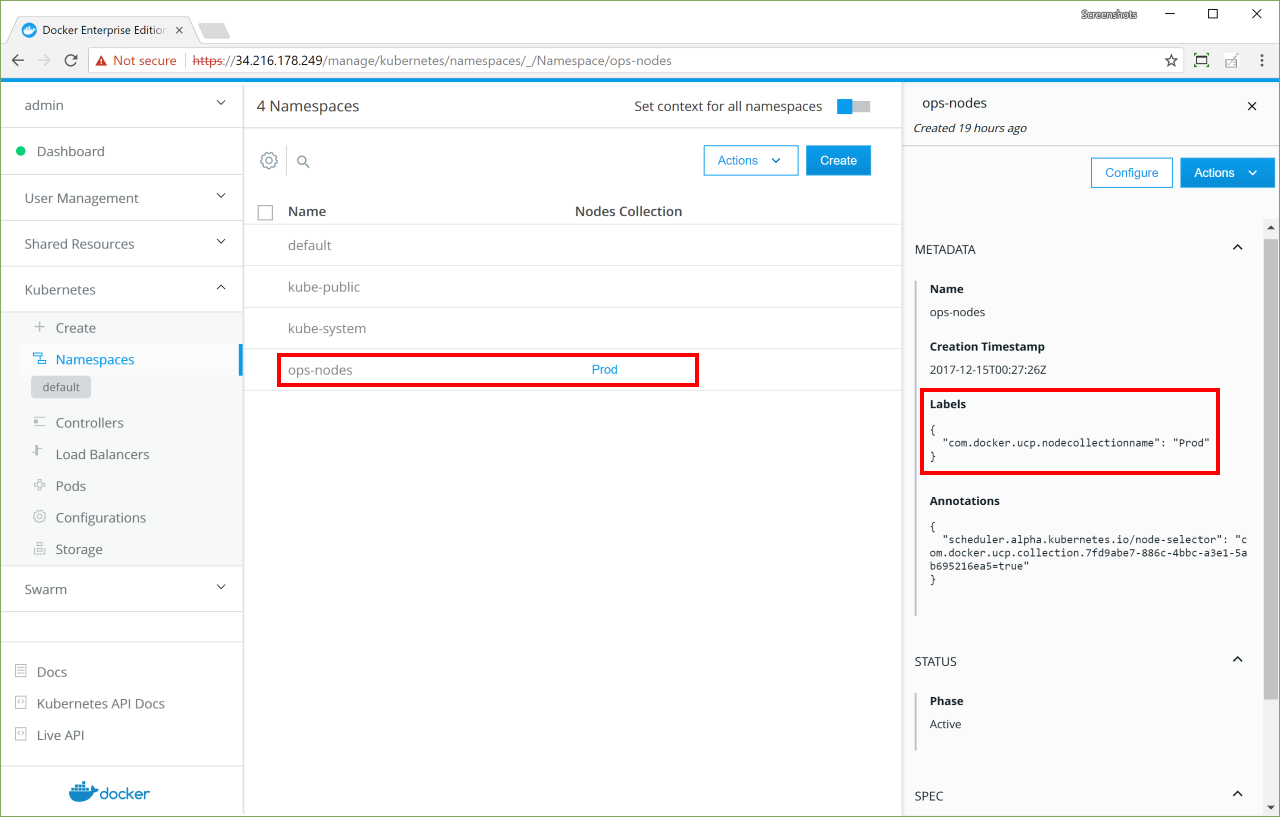 Screenshots
Docker Enterprise Edition
Not secure
https://34.216.178.249/manage/kubernetes/namespaces/_/Namespace/ops-nodes
admin
Dashboard
User Management
Shared Resources
Kubernetes
Create
Namespaces
default
Controllers
Load Balancers
Pods
Configurations
Storage
Swarm
Docs
Kubernetes API Docs
Live API
docker
4 Namespaces
Set context for all namespaces
Actions
Create
Name Nodes Collection
default
kube-public
kube-system
ops-nodes Prod
ops-nodes
Created 19 hours ago
Configure
Actions
METADATA
Name
ops-nodes
Creation Timestamp
2017-12-15T00:27:26Z
Labels
{
"com.docker.ucp.nodecollectionname": "Prod"
}
Annotations
{
"scheduler.alpha.kubernetes.io/node-selector": "c
om.docker.ucp.collection.7fd9abe7-886c-4bbc-a3e1-5a
b695216ea5=true"
}
STATUS
Phase
Active
SPEC